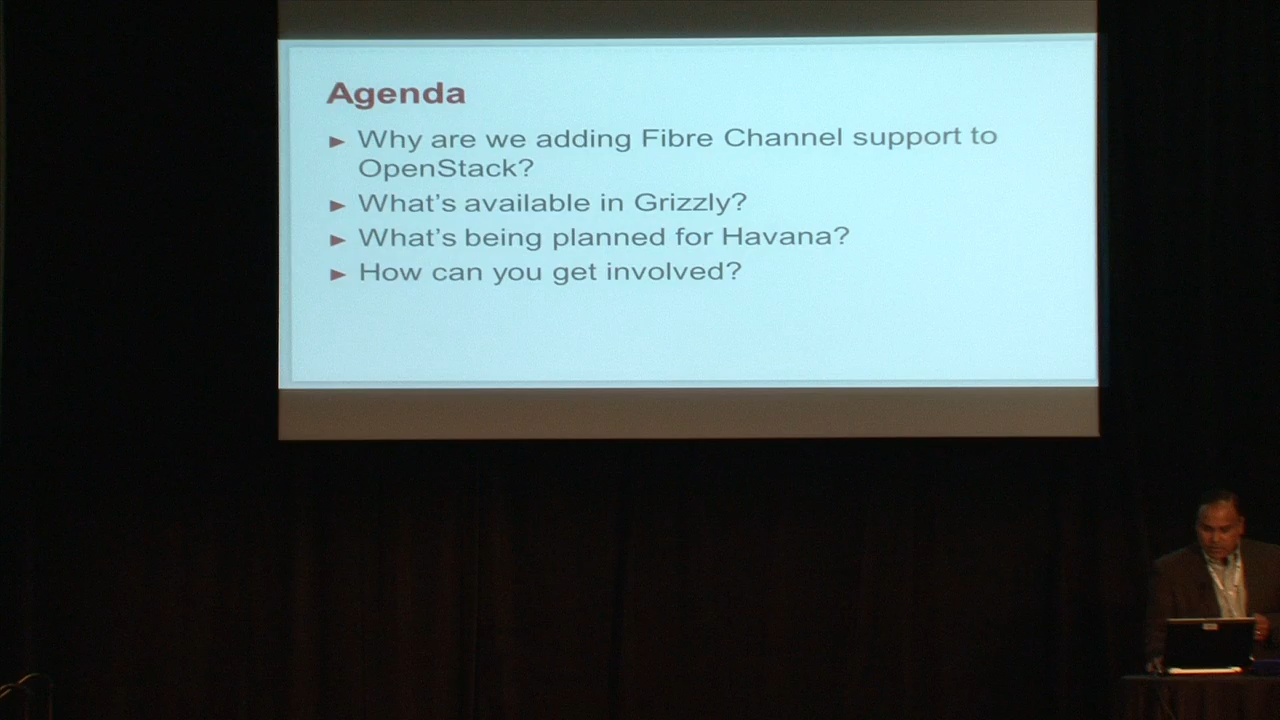 Agenda
► Why are we adding Fibre Channel support to
OpenStack?
► What's available in Grizzly?
► What's being planned for Havana?
► How can you get involved?